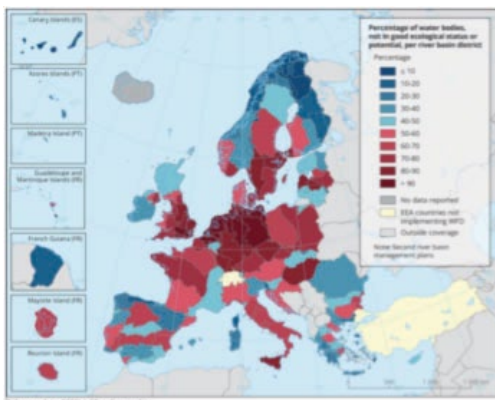 Canary Islands (ES)
Azores Islands (PT)
Madeira Island (PT)
Guadeloupe and
Martinique Islands (FR)
French Guiana (FR)
Mayotte Island (FR)
Reunion Island (FR)
Percentage of water bodies,
not in good ecological status or
potential, per river basin district
Percentage
≤ 10
10-20
20-30
30-40
40-50
50-60
60-70
70-80
80-90
> 90
No data reported
EEA countries not
implementing WFD
Outside coverage
Note: Second river basin
management plans
0
500